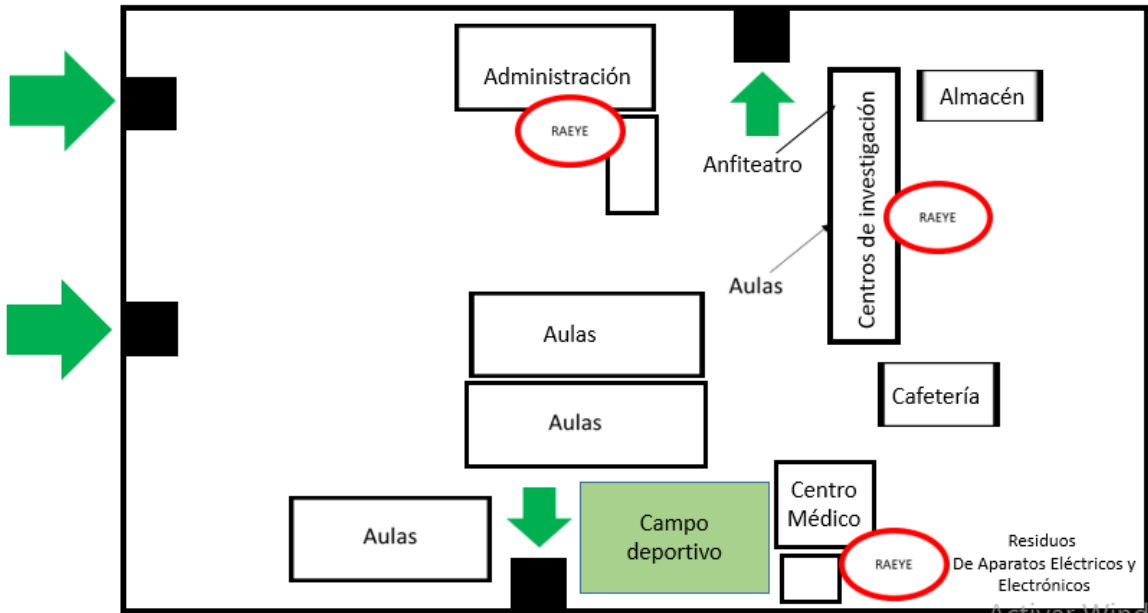 Administración
RAEYE
Almacén
Anfiteatro
Centros de investigación
RAEYE
Aulas
Aulas
Cafetería
Aulas
Aulas
Campo
deportivo
Centro
Médico
RAEYE
Residuos
De Aparatos Eléctricos y
Electrónicos
Activar